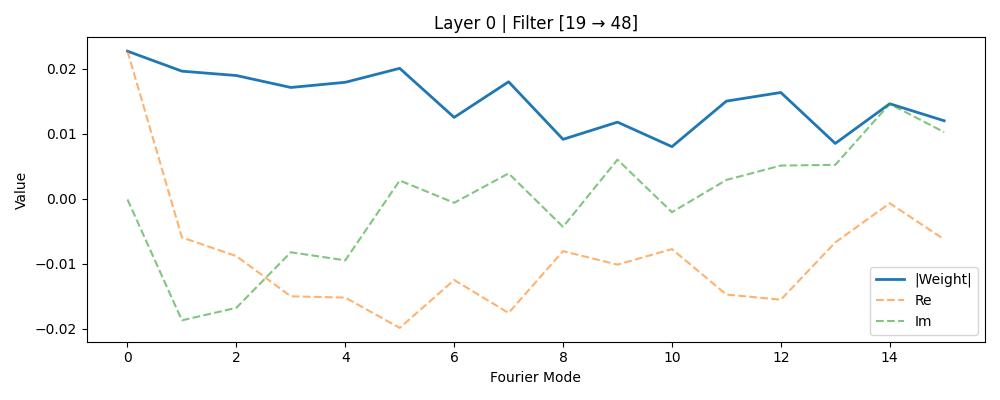 Layer 0 | Filter [19 → 48]
Value
0.02
0.01
0.00
−0.01
−0.02
0 2 4 6 8 10 12 14
Fourier Mode
|Weight|
Re
Im